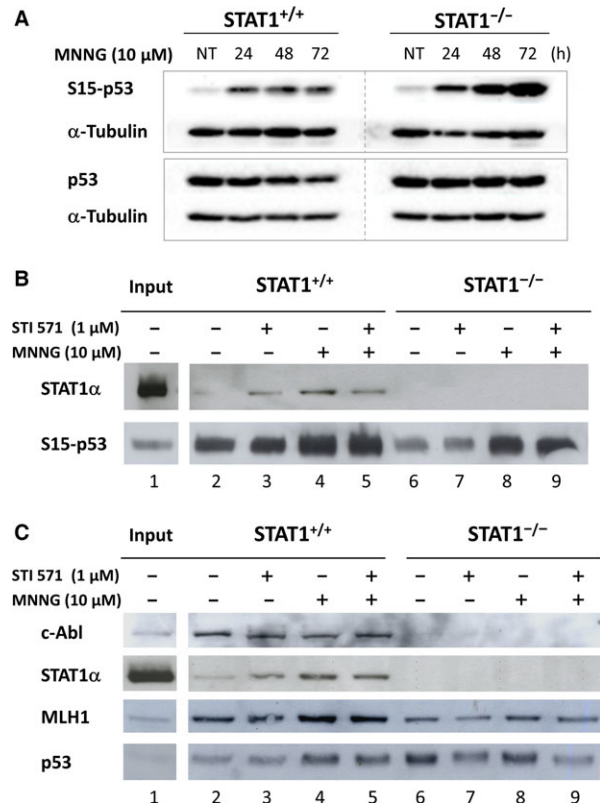 A
STAT1+/+ STAT1−/−
MNNG (10 µM) NT 24 48 72 NT 24 48 72 (h)
S15-p53
α-Tubulin
p53
α-Tubulin
B
Input STAT1+/+ STAT1−/−
STI 571 (1 µM) − − + − + − + − +
MNNG (10 µM) − − − + + − − + +
STAT1α
S15-p53
1 2 3 4 5 6 7 8 9
C
Input STAT1+/+ STAT1−/−
STI 571 (1 µM) − − + − + − + − +
MNNG (10 µM) − − − + + − − + +
c-Abl
STAT1α
MLH1
p53
1 2 3 4 5 6 7 8 9